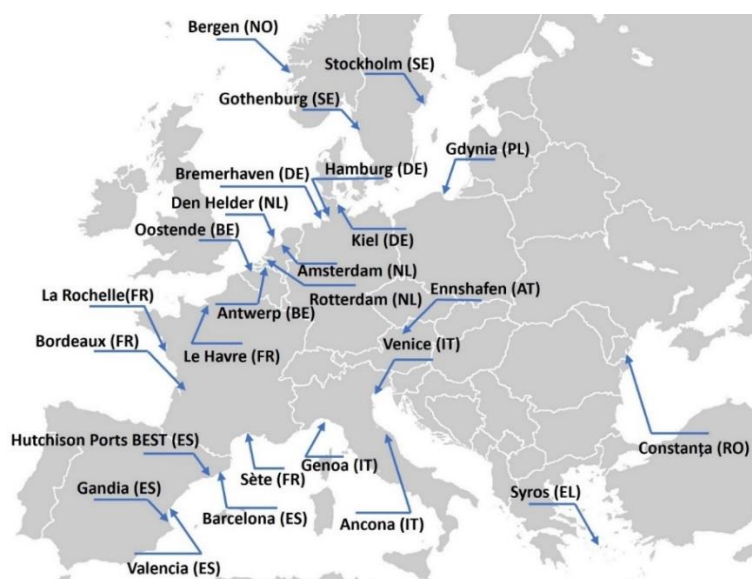 Bergen (NO)
Stockholm (SE)
Gothenburg (SE)
Gdynia (PL)
Hamburg (DE)
Bremerhaven (DE)
Den Helder (NL)
Oostende (BE)
Kiel (DE)
Amsterdam (NL)
Ennshafen (AT)
La Rochelle(FR)
Rotterdam (NL)
Antwerp (BE)
Venice (IT)
Bordeaux (FR)
Le Havre (FR)
Hutchison Ports BEST (ES)
Constanța (RO)
Genoa (IT)
Sète (FR)
Gandia (ES)
Syros (EL)
Barcelona (ES)
Ancona (IT)
Valencia (ES)